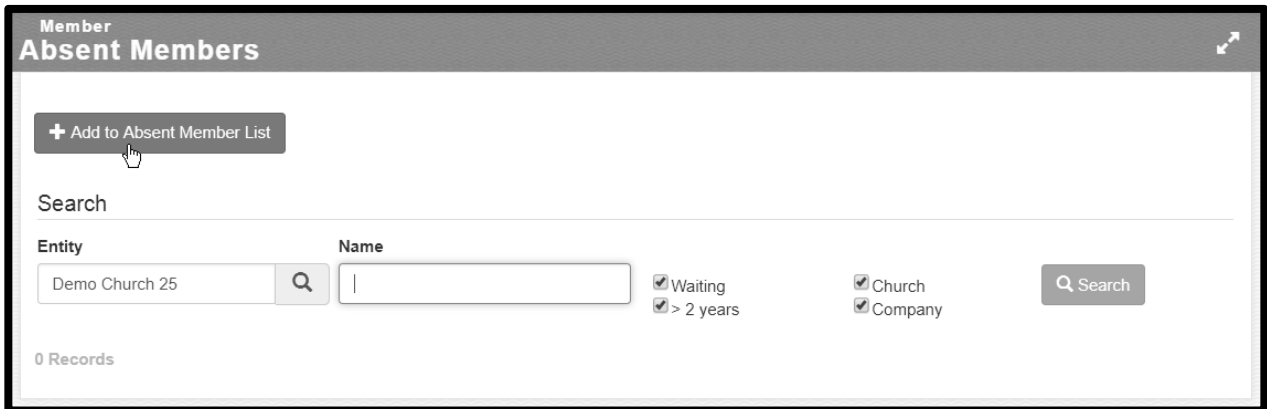 Member
Absent Members
Add to Absent Member List
Search
Entity Name
Demo Church 25
Waiting Church Search
> 2 years Company
0 Records